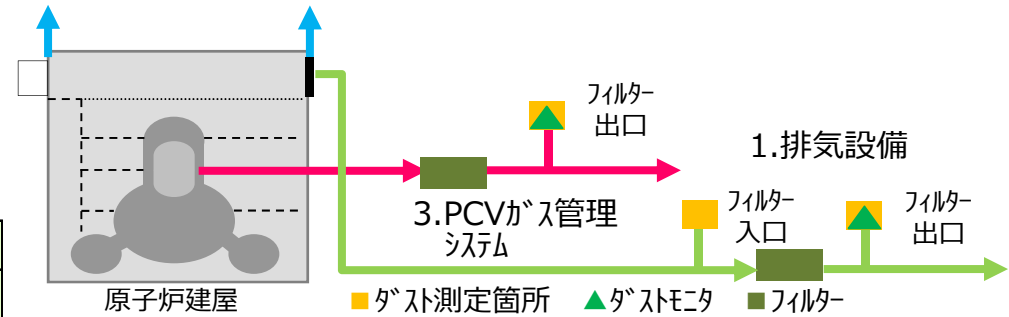 ﾌｨﾙﾀｰ
出口
1.排気設備
3.PCVｶﾞｽ管理
ｼｽﾃﾑ
ﾌｨﾙﾀｰ
入口
ﾌｨﾙﾀｰ
出口
原子炉建屋
■ﾀﾞｽﾄ測定箇所 ▲ﾀﾞｽﾄﾓﾆﾀ ■ﾌｨﾙﾀｰ